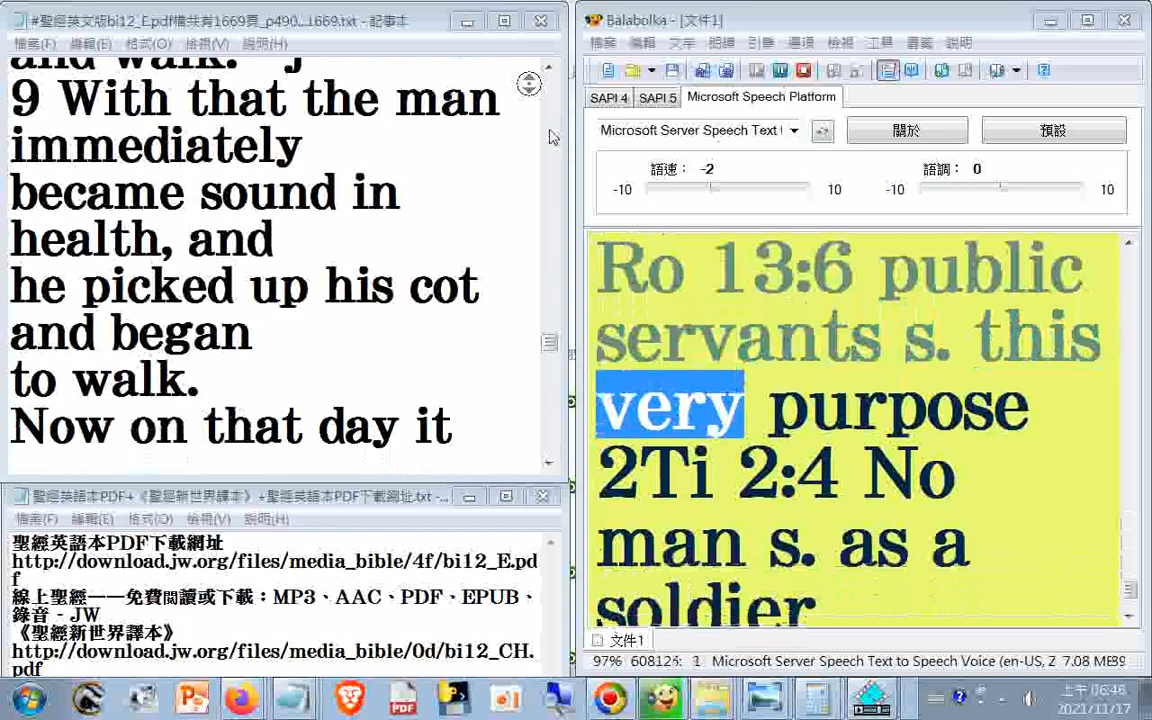 #聖經英文版bi12_E.pdf檔共有1669頁_p490...1669.txt - 記事本
檔案(F) 編輯(E) 格式(O) 檢視(V) 說明(H)
and walk." J
9 With that the man
immediately
became sound in
health, and
he picked up his cot
and began
to walk.
Now on that day it
聖經英語本PDF+《聖經新世界譯本》+聖經英語本PDF下載網址.txt - ...
檔案(F) 編輯(E) 格式(O) 檢視(V) 說明(H)
聖經英語本PDF下載網址
http://download.jw.org/files/media_bible/4f/bi12_E.pd
f
線上聖經——免費閱讀或下載：MP3、AAC、PDF、EPUB、
錄音 - JW
《聖經新世界譯本》
http://download.jw.org/files/media_bible/0d/bi12_CH.
pdf
Balabolka - [文件1]
檔案 編輯 文字 朗讀 引擎 選項 檢視 工具 書籤 說明
SAPI 4 SAPI 5 Microsoft Speech Platform
Microsoft Server Speech Text 關於 預設
語速： -2 語調： 0
-10 10 -10 10
Ro 13:6 public
servants s. this
very purpose
2Ti 2:4 No
man s. as a
soldier
文件1
97% Microsoft Server Speech Text to Speech Voice (en-US, Z 7.08 MB
上午 06:46
2021/11/17